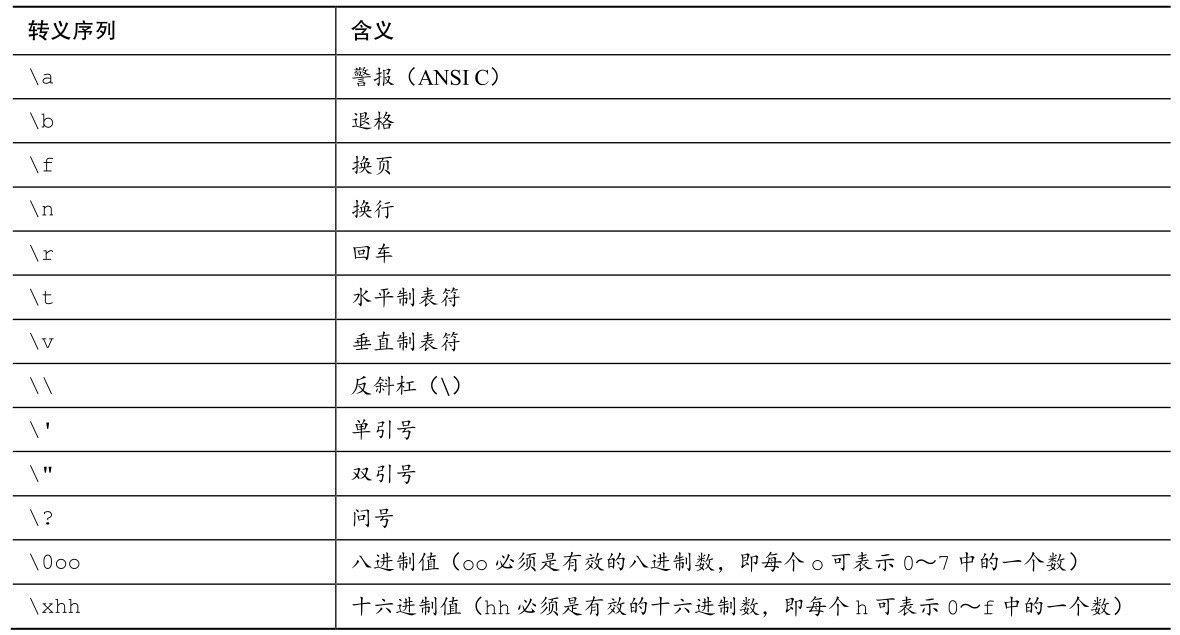 转义序列 含义
\a 警报（ANSI C）
\b 退格
\f 换页
\n 换行
\r 回车
\t 水平制表符
\v 垂直制表符
\\ 反斜杠（\）
\' 单引号
\" 双引号
\? 问号
\0oo 八进制值（oo 必须是有效的八进制数，即每个 o 可表示 0～7 中的一个数）
\xhh 十六进制值（hh 必须是有效的十六进制数，即每个 h 可表示 0～f 中的一个数）